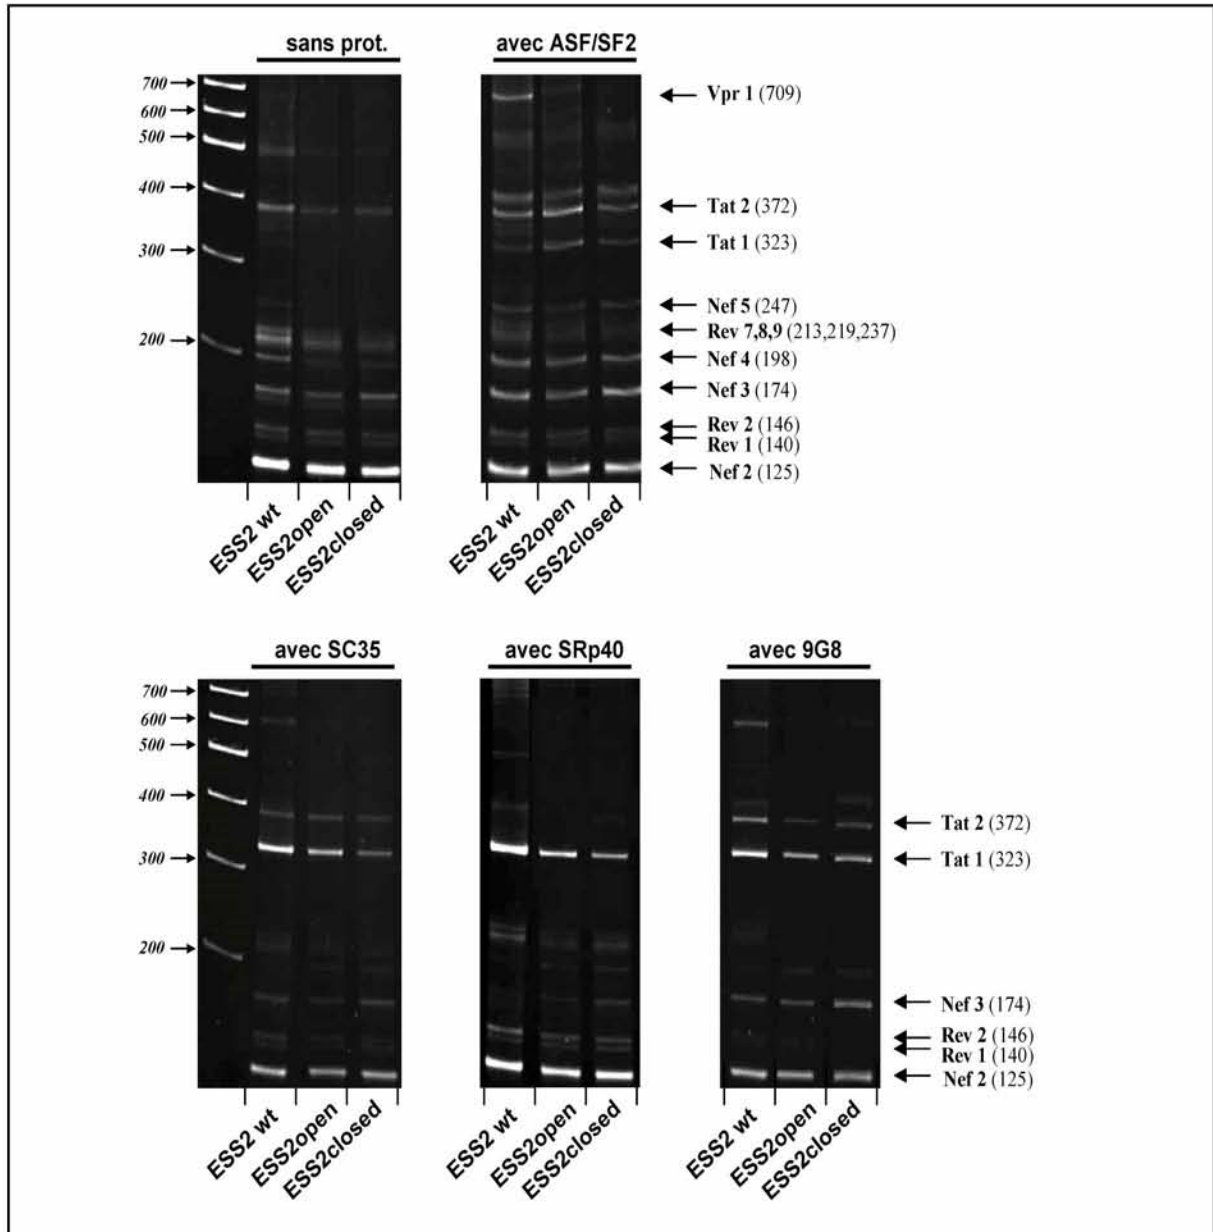 sans prot.
avec ASF/SF2
700
600
500
400
300
200
Vpr 1 (709)
Tat 2 (372)
Tat 1 (323)
Nef 5 (247)
Rev 7,8,9 (213,219,237)
Nef 4 (198)
Nef 3 (174)
Rev 2 (146)
Rev 1 (140)
Nef 2 (125)
ESS2 wt
ESS2open
ESS2closed
ESS2 wt
ESS2open
ESS2closed
avec SC35
avec SRp40
avec 9G8
700
600
500
400
300
200
Tat 2 (372)
Tat 1 (323)
Nef 3 (174)
Rev 2 (146)
Rev 1 (140)
Nef 2 (125)
ESS2 wt
ESS2open
ESS2closed
ESS2 wt
ESS2open
ESS2closed
ESS2 wt
ESS2open
ESS2closed